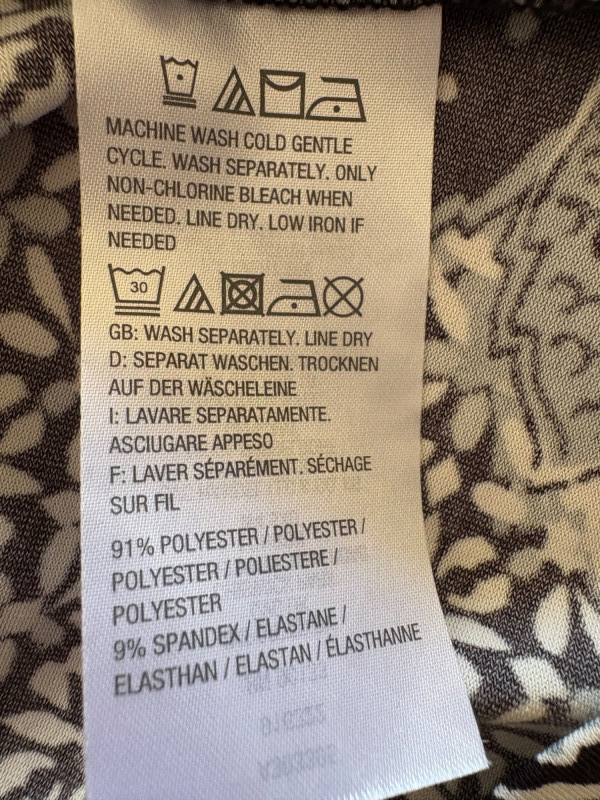 MACHINE WASH COLD GENTLE
CYCLE. WASH SEPARATELY. ONLY
NON-CHLORINE BLEACH WHEN
NEEDED. LINE DRY. LOW IRON IF
NEEDED
30
GB: WASH SEPARATELY. LINE DRY
D: SEPARAT WASCHEN. TROCKNEN
AUF DER WÄSCHELEINE
I: LAVARE SEPARATAMENTE.
ASCIUGARE APPESO
F: LAVER SÉPARÉMENT. SÉCHAGE
SUR FIL
91% POLYESTER / POLYESTER /
POLYESTER / POLIESTERE /
POLYESTER
9% SPANDEX / ELASTANE /
ELASTHAN / ELASTAN / ÉLASTHANNE